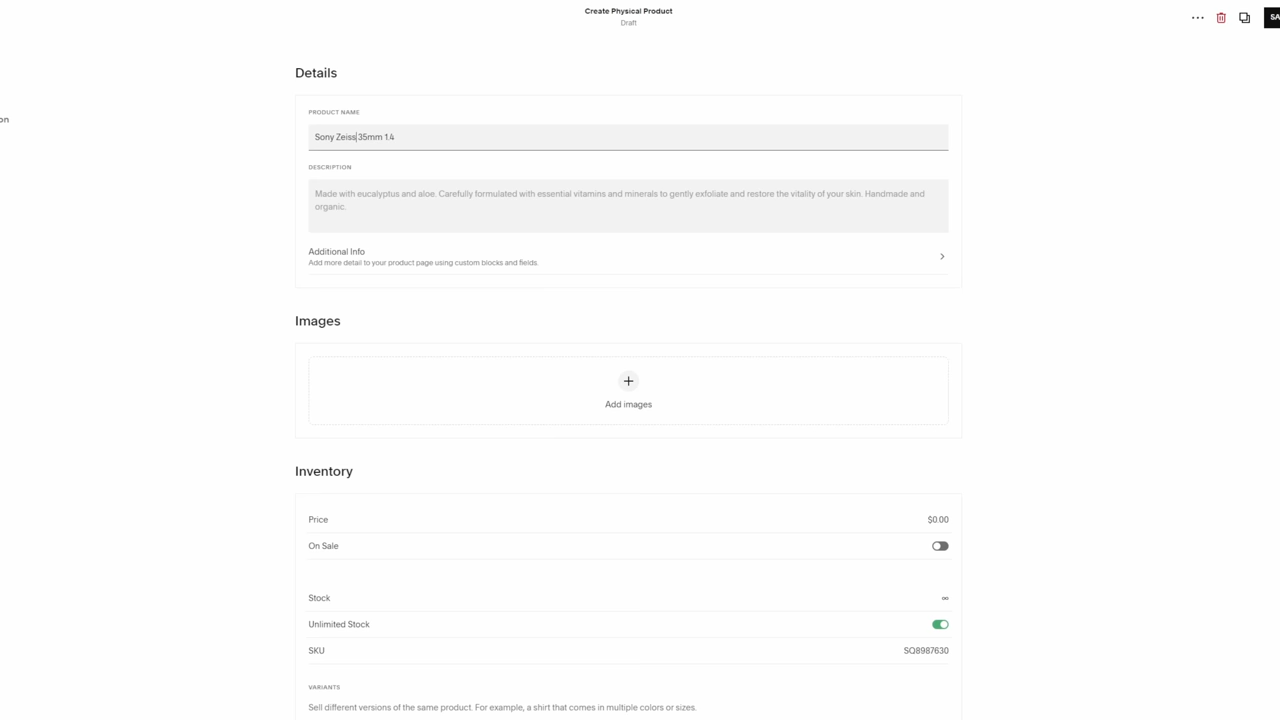 Create Physical Product
Draft
SA
on
Details
PRODUCT NAME
Sony Zeiss 35mm 1.4
DESCRIPTION
Made with eucalyptus and aloe. Carefully formulated with essential vitamins and minerals to gently exfoliate and restore the vitality of your skin. Handmade and
organic.
Additional Info
Add more detail to your product page using custom blocks and fields.
Images
Add images
Inventory
Price $0.00
On Sale
Stock ∞
Unlimited Stock
SKU SQ8987630
VARIANTS
Sell different versions of the same product. For example, a shirt that comes in multiple colors or sizes.